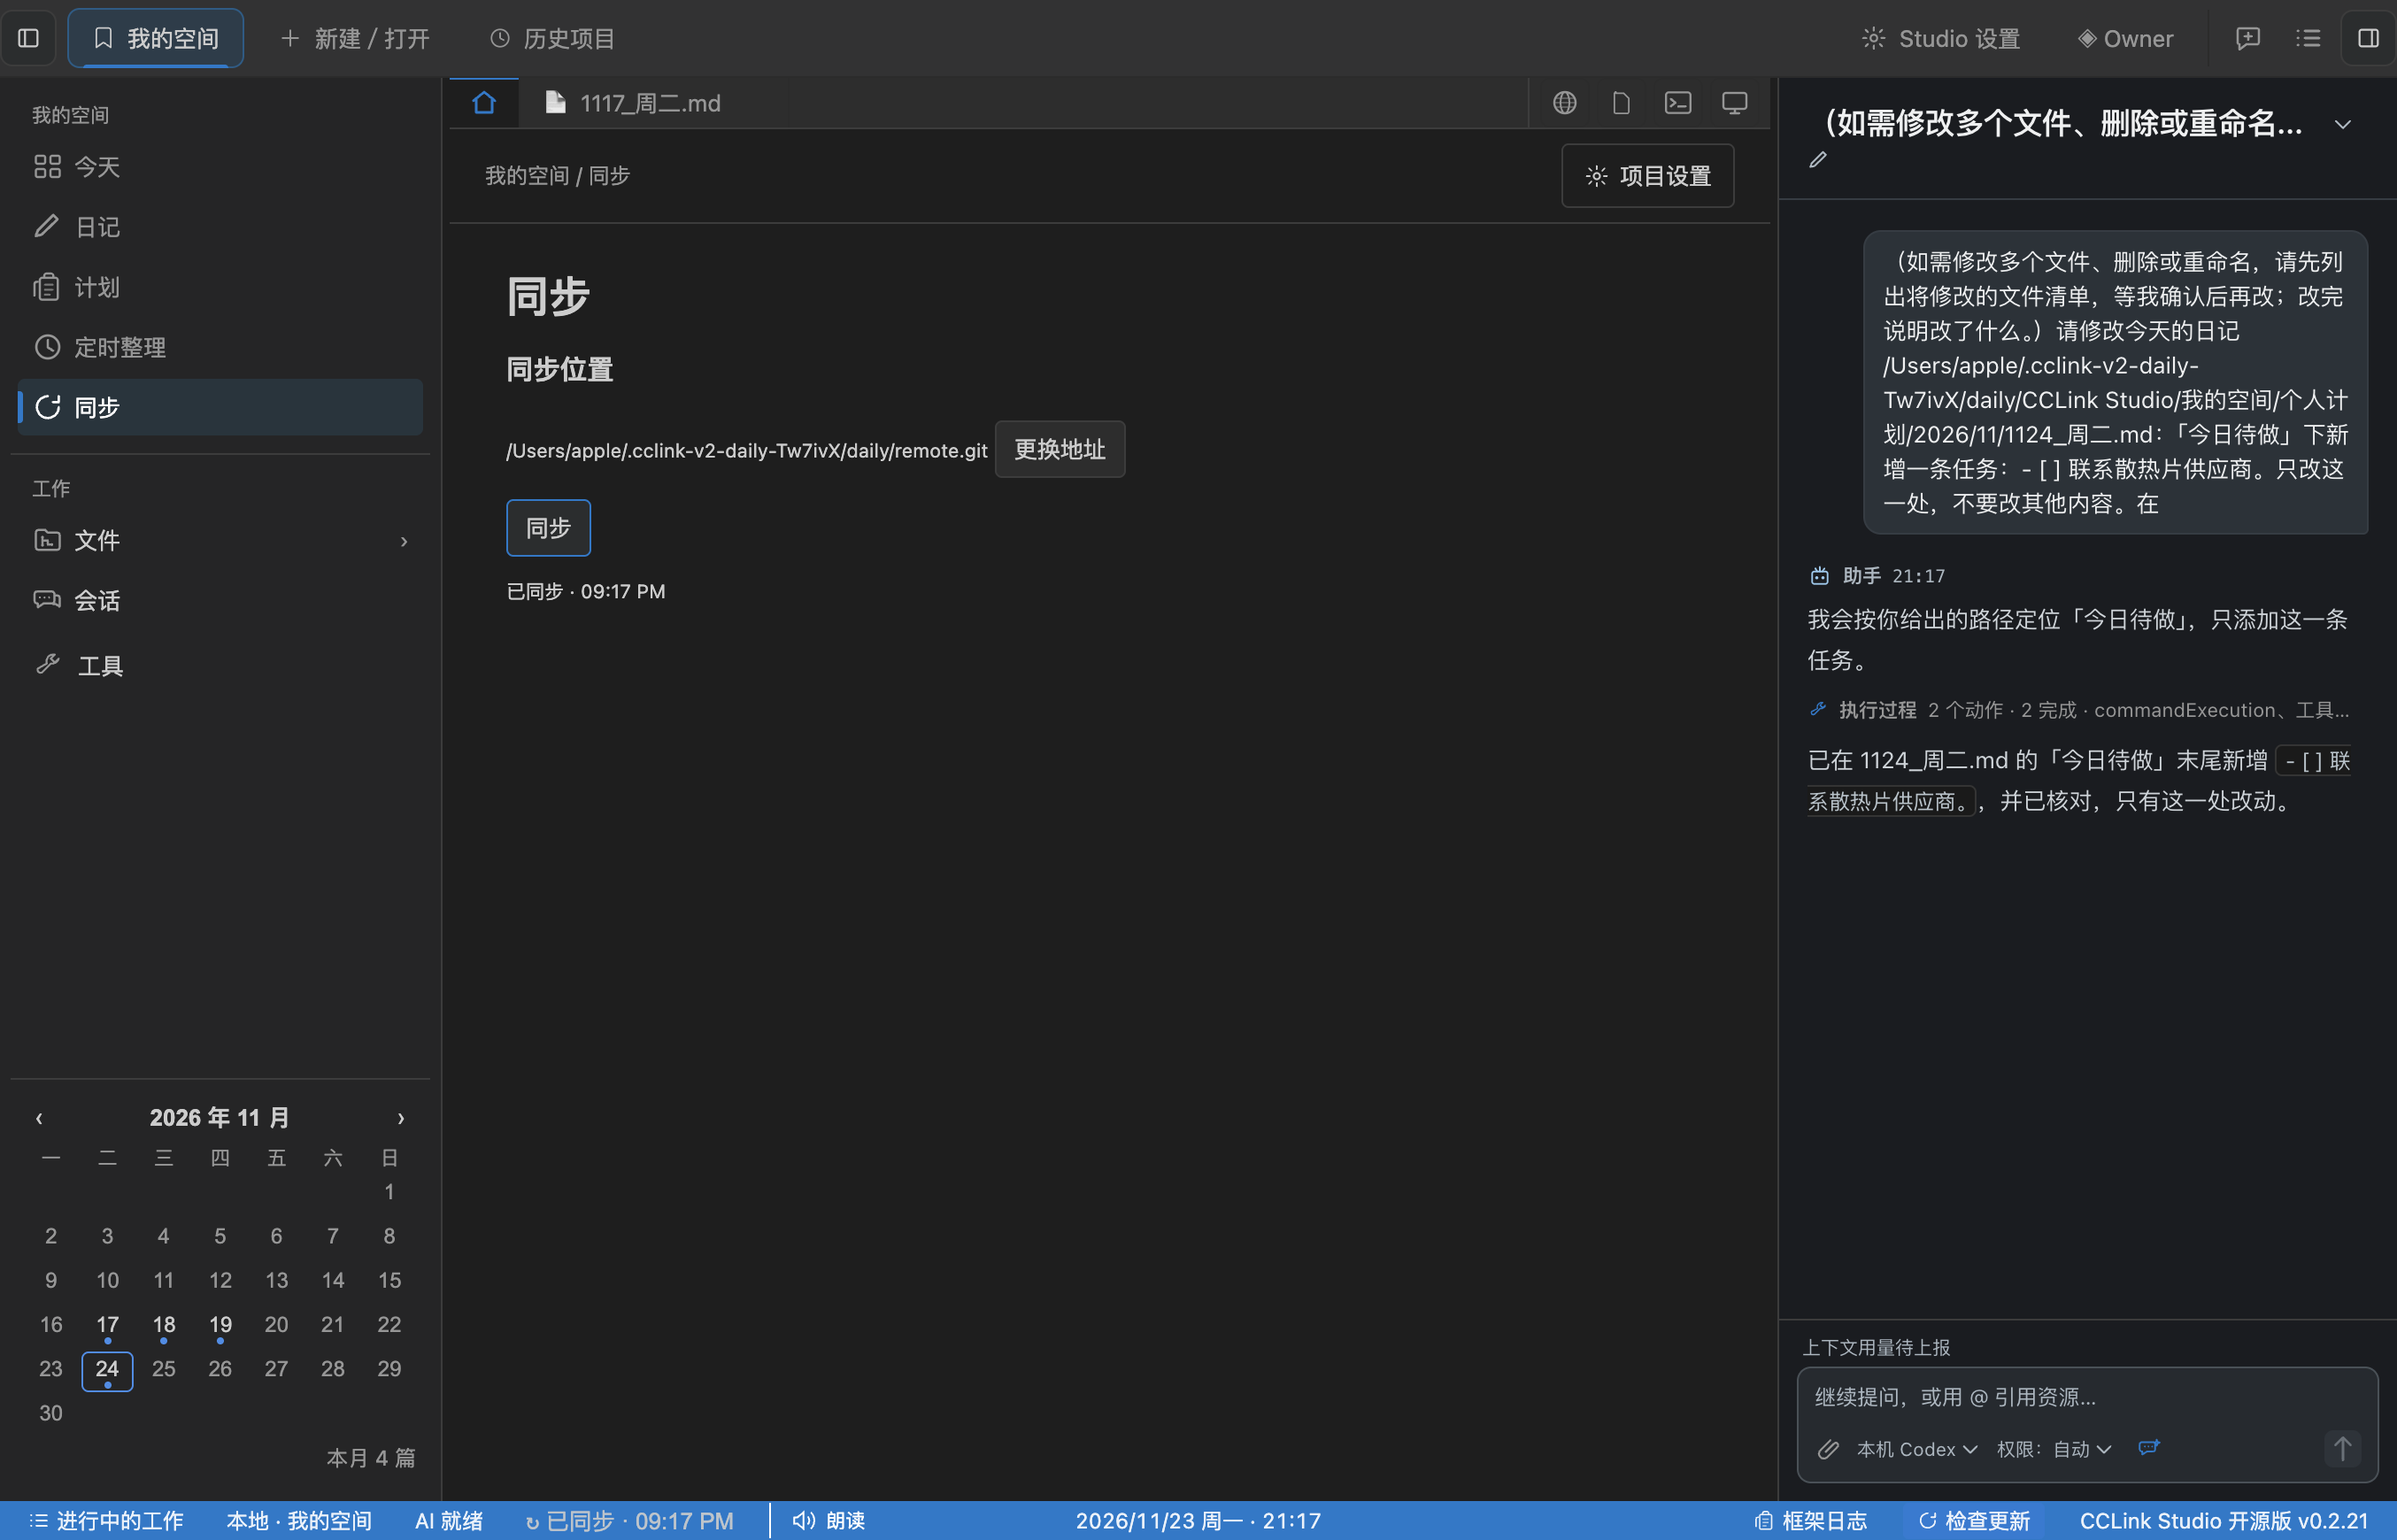 我的空间
新建 / 打开
历史项目
Studio 设置
Owner
我的空间
今天
日记
计划
定时整理
同步
工作
文件
会话
工具
2026 年 11 月
一 二 三 四 五 六 日
1
2 3 4 5 6 7 8
9 10 11 12 13 14 15
16 17 18 19 20 21 22
23 24 25 26 27 28 29
30
本月 4 篇
1117_周二.md
我的空间 / 同步
项目设置
同步
同步位置
/Users/apple/.cclink-v2-daily-Tw7ivX/daily/remote.git
更换地址
同步
已同步 · 09:17 PM
（如需修改多个文件、删除或重命名...
（如需修改多个文件、删除或重命名，请先列
出将修改的文件清单，等我确认后再改；改完
说明改了什么。）请修改今天的日记
/Users/apple/.cclink-v2-daily-
Tw7ivX/daily/CCLink Studio/我的空间/个人计
划/2026/11/1124_周二.md：「今日待做」下新
增一条任务：- [ ] 联系散热片供应商。只改这
一处，不要改其他内容。在
助手 21:17
我会按你给出的路径定位「今日待做」，只添加这一条
任务。
执行过程 2 个动作 · 2 完成 · commandExecution、工具...
已在 1124_周二.md 的「今日待做」末尾新增 - [ ] 联
系散热片供应商。，并已核对，只有这一处改动。
上下文用量待上报
继续提问，或用 @ 引用资源...
本机 Codex
权限：自动
进行中的工作
本地 · 我的空间
AI 就绪
已同步 · 09:17 PM
朗读
2026/11/23 周一 · 21:17
框架日志
检查更新
CCLink Studio 开源版 v0.2.21